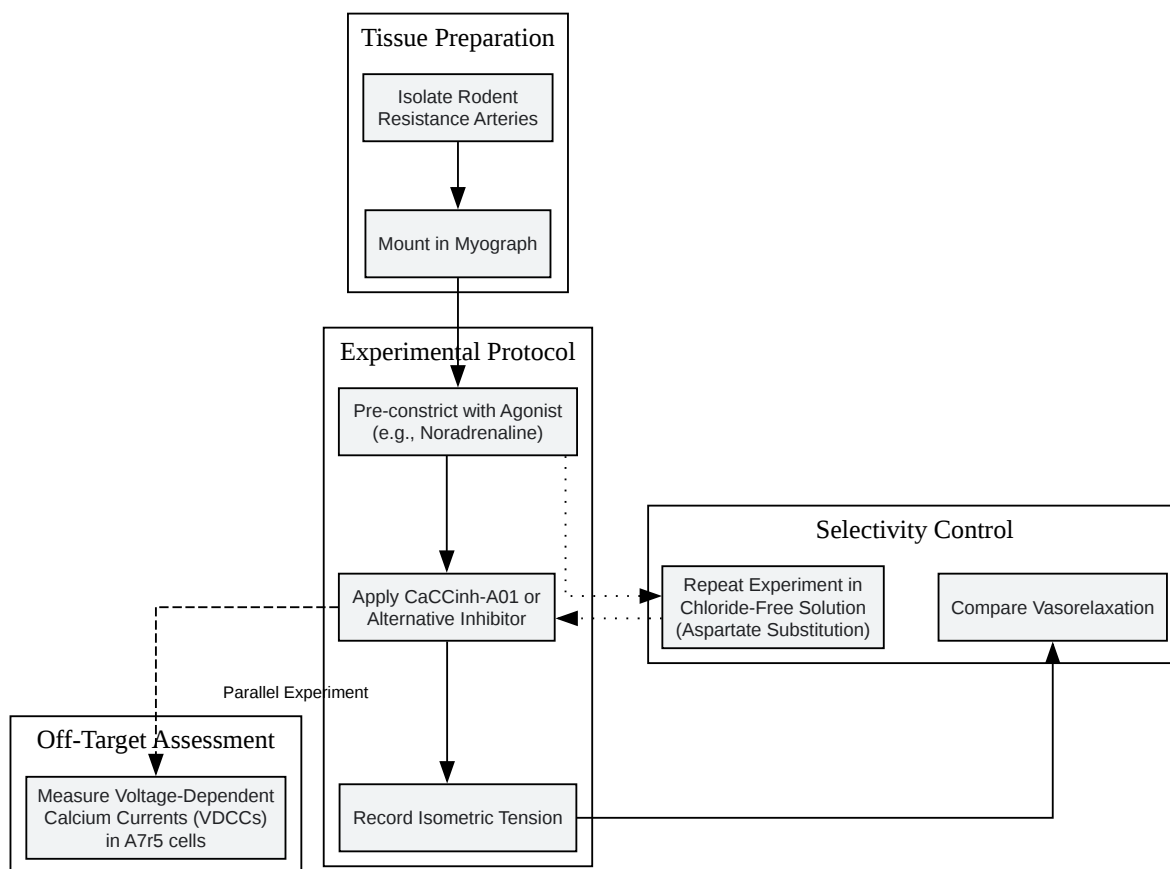 Tissue Preparation
Isolate Rodent
Resistance Arteries
Mount in Myograph
Experimental Protocol
Pre-constrict with Agonist
(e.g., Noradrenaline)
Apply CaCCinh-A01 or
Alternative Inhibitor
Record Isometric Tension
Selectivity Control
Repeat Experiment in
Chloride-Free Solution
(Aspartate Substitution)
Compare Vasorelaxation
Parallel Experiment
Off-Target Assessment
Measure Voltage-Dependent
Calcium Currents (VDCCs)
in A7r5 cells